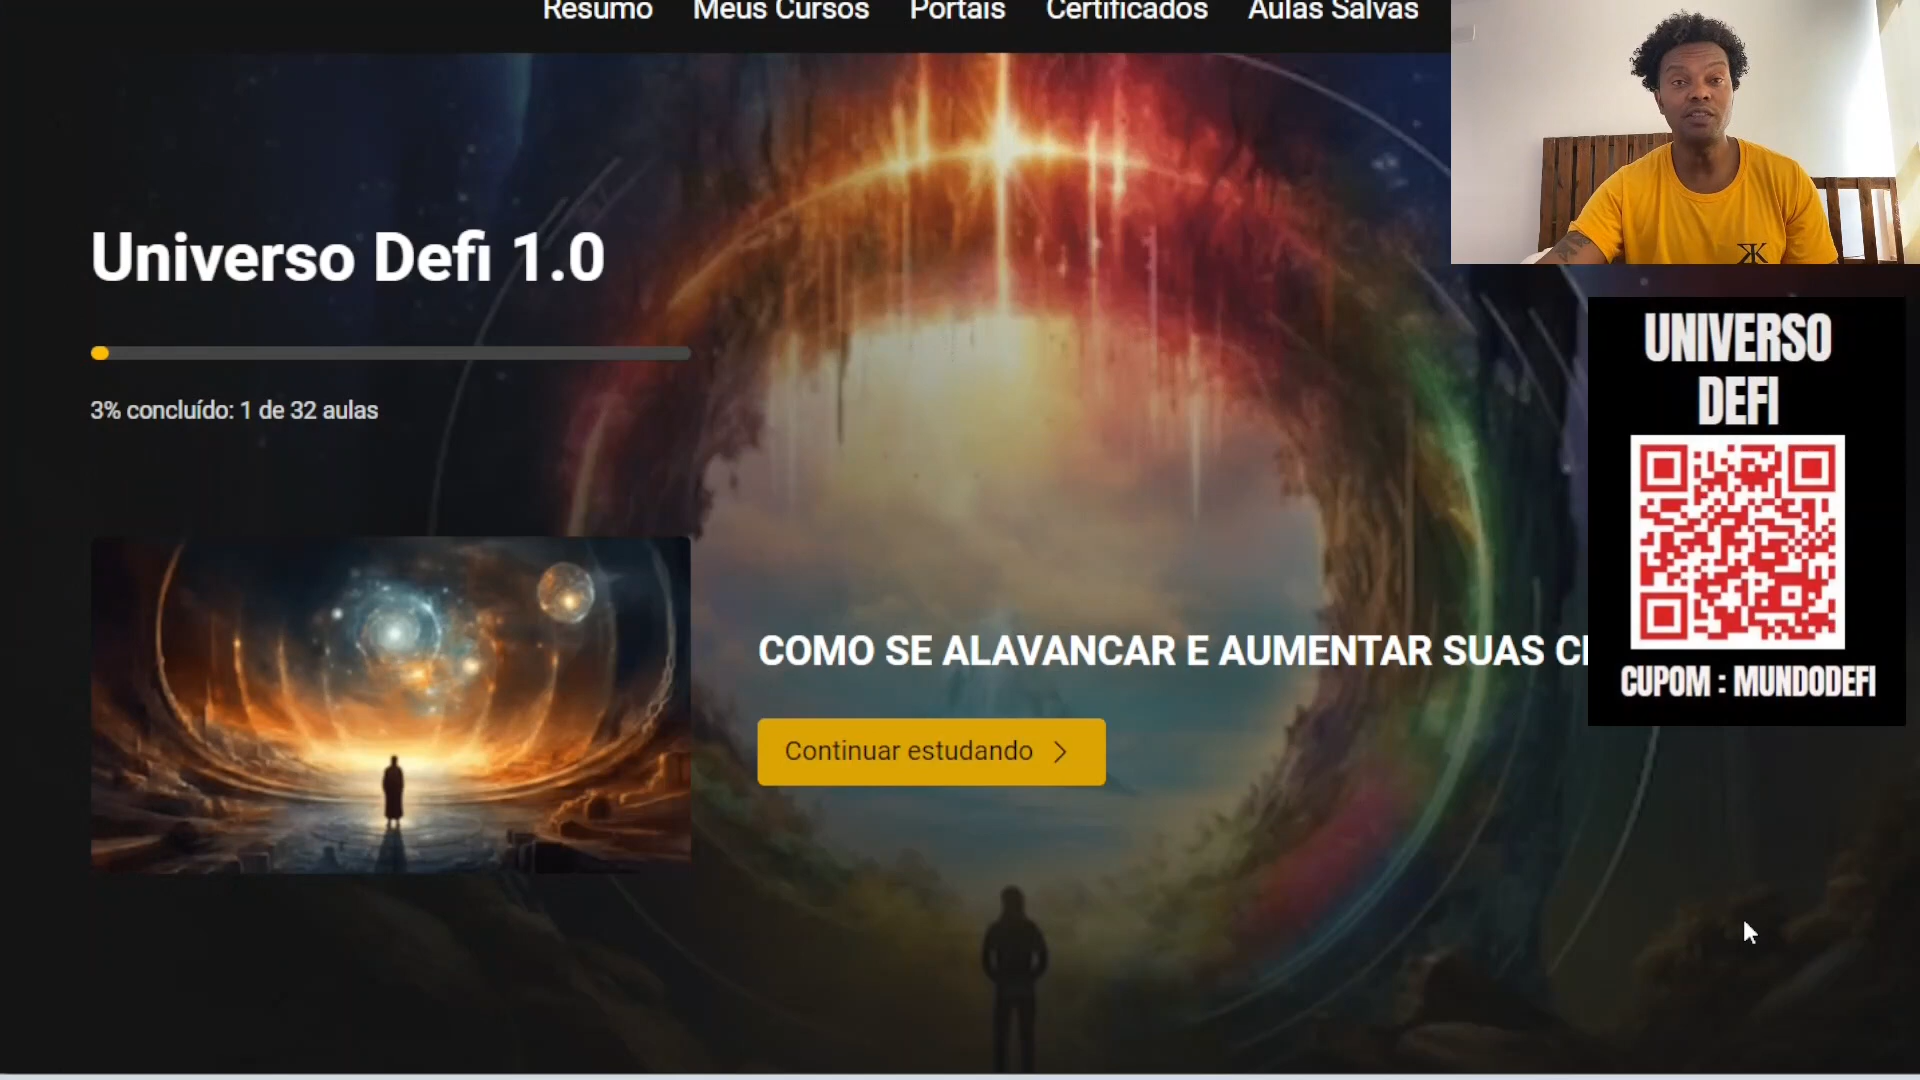 Resumo Meus Cursos Portais Certificados Aulas Salvas
Universo Defi 1.0
3% concluído: 1 de 32 aulas
COMO SE ALAVANCAR E AUMENTAR SUAS
Continuar estudando
UNIVERSO
DEFI
CUPOM : MUNDODEFI